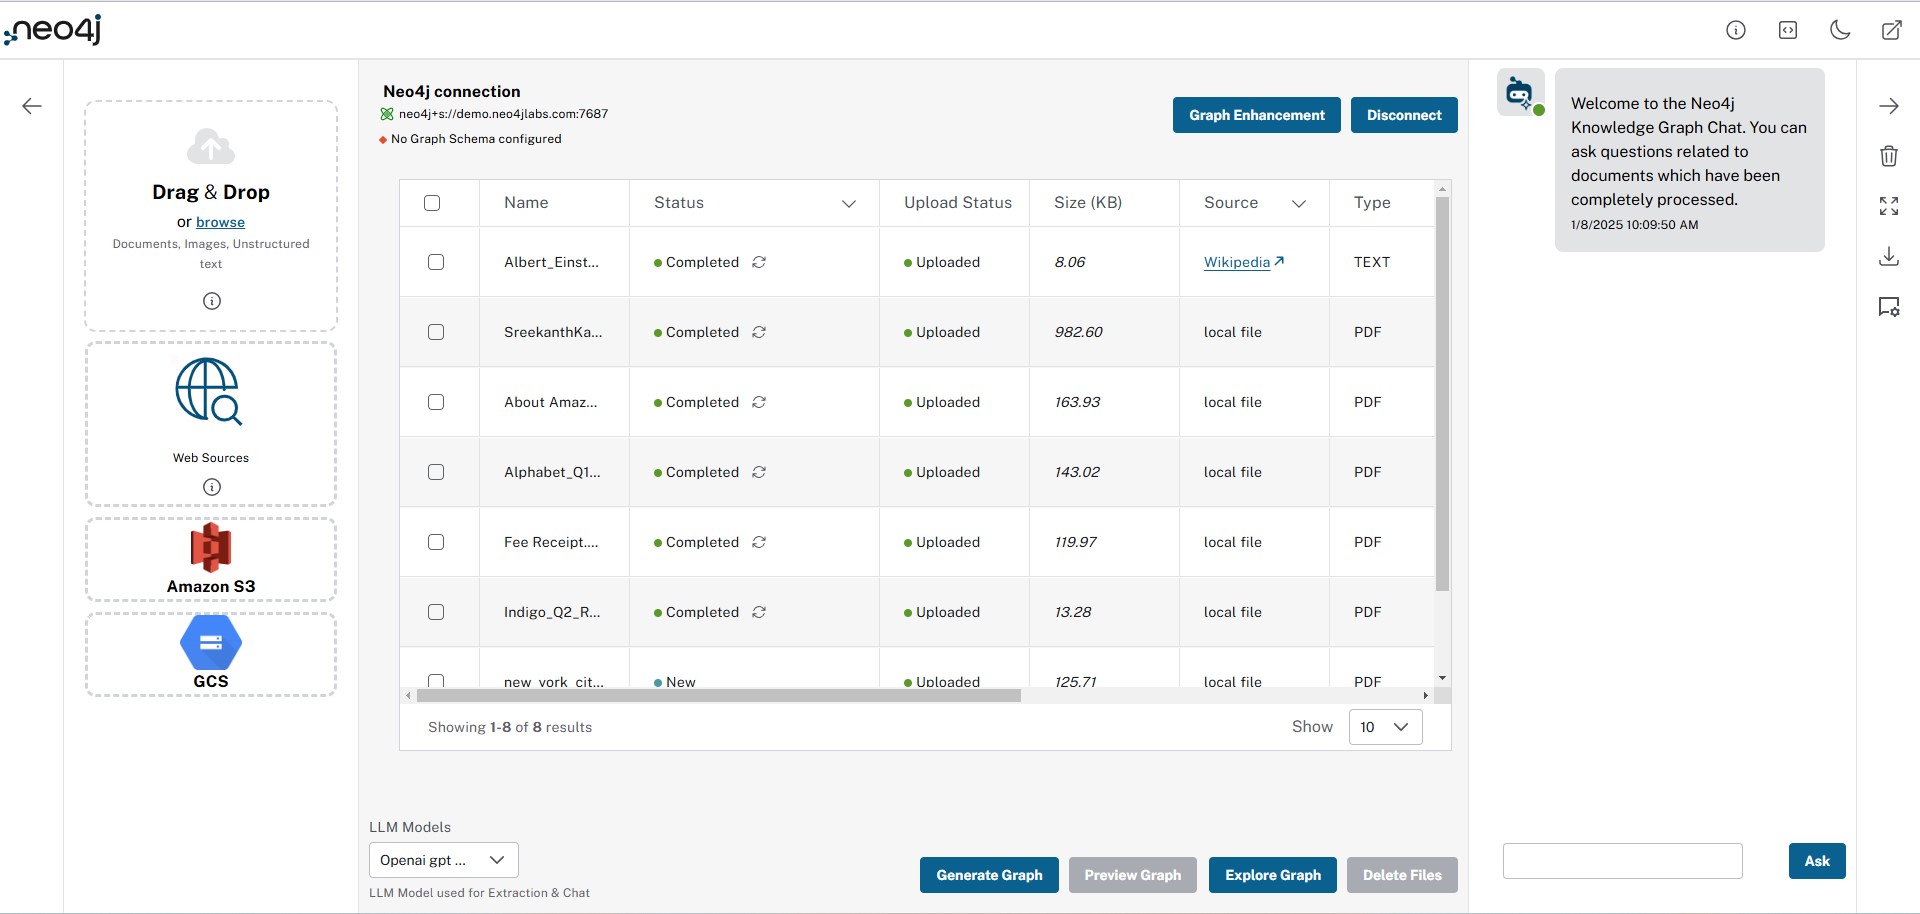 neo4j
Neo4j connection
neo4j+s://demo.neo4jlabs.com:7687
No Graph Schema configured
Graph Enhancement
Disconnect
Drag & Drop
or browse
Documents, Images, Unstructured
text
Web Sources
Amazon S3
GCS
Name Status Upload Status Size (KB) Source Type
Albert_Einst... Completed Uploaded 8.06 Wikipedia TEXT
SreekanthKa... Completed Uploaded 982.60 local file PDF
About Amaz... Completed Uploaded 163.93 local file PDF
Alphabet_Q1... Completed Uploaded 143.02 local file PDF
Fee Receipt.... Completed Uploaded 119.97 local file PDF
Indigo_Q2_R... Completed Uploaded 13.28 local file PDF
new_york_cit... New Uploaded 125.71 local file PDF
Showing 1-8 of 8 results
Show 10
LLM Models
Openai gpt ...
LLM Model used for Extraction & Chat
Generate Graph
Preview Graph
Explore Graph
Delete Files
Welcome to the Neo4j
Knowledge Graph Chat. You can
ask questions related to
documents which have been
completely processed.
1/8/2025 10:09:50 AM
Ask